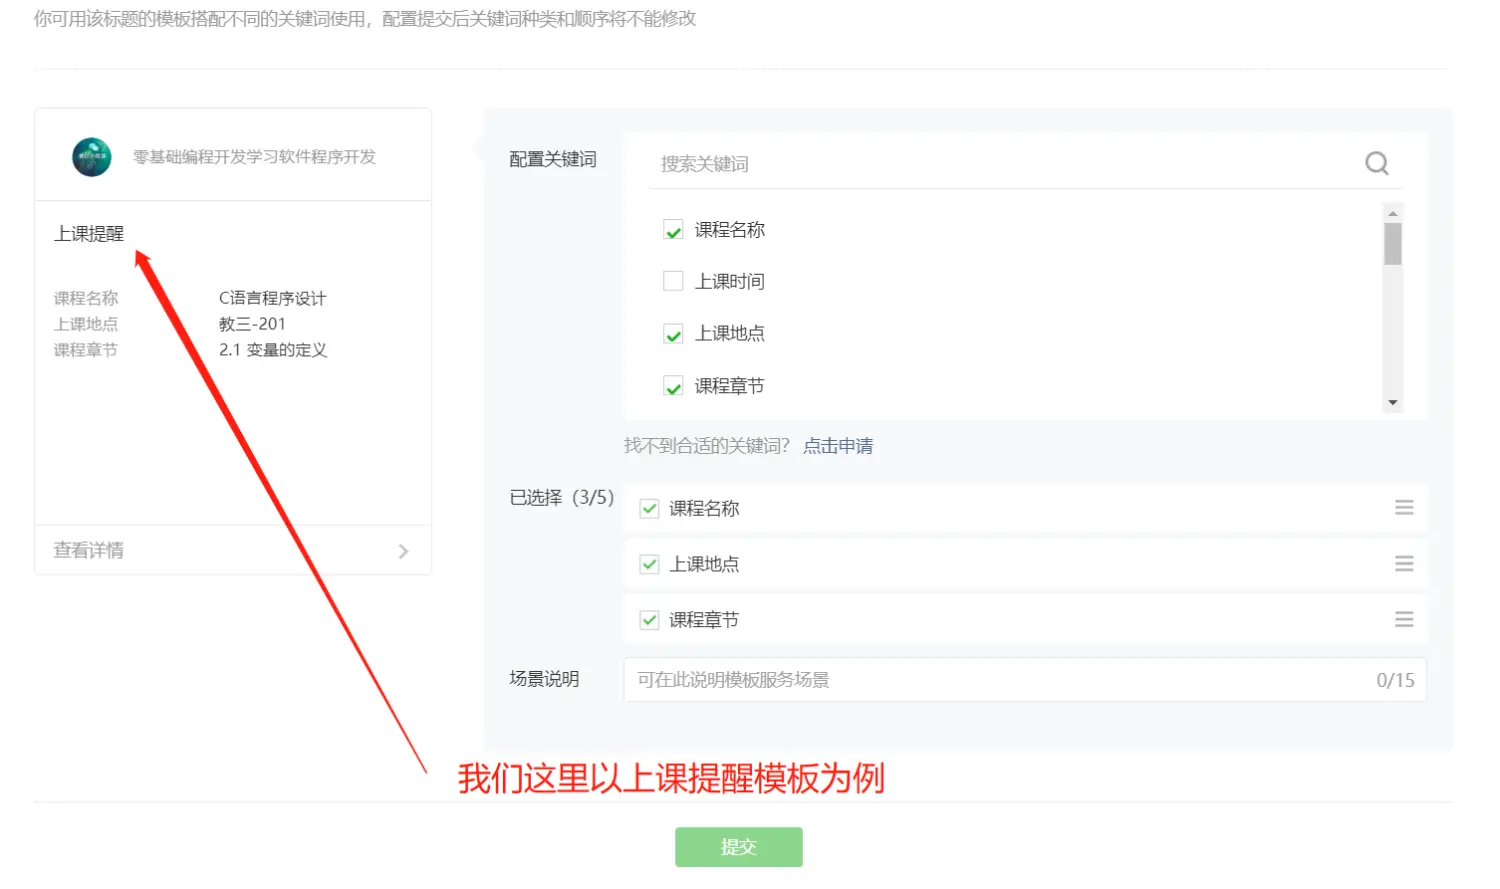 你可用该标题的模板搭配不同的关键词使用，配置提交后关键词种类和顺序将不能修改
零基础编程开发学习软件程序开发
上课提醒
课程名称 C语言程序设计
上课地点 教三-201
课程章节 2.1 变量的定义
查看详情
配置关键词
搜索关键词
课程名称
上课时间
上课地点
课程章节
找不到合适的关键词？ 点击申请
已选择（3/5）
课程名称
上课地点
课程章节
场景说明
可在此说明模板服务场景 0/15
我们这里以上课提醒模板为例
提交